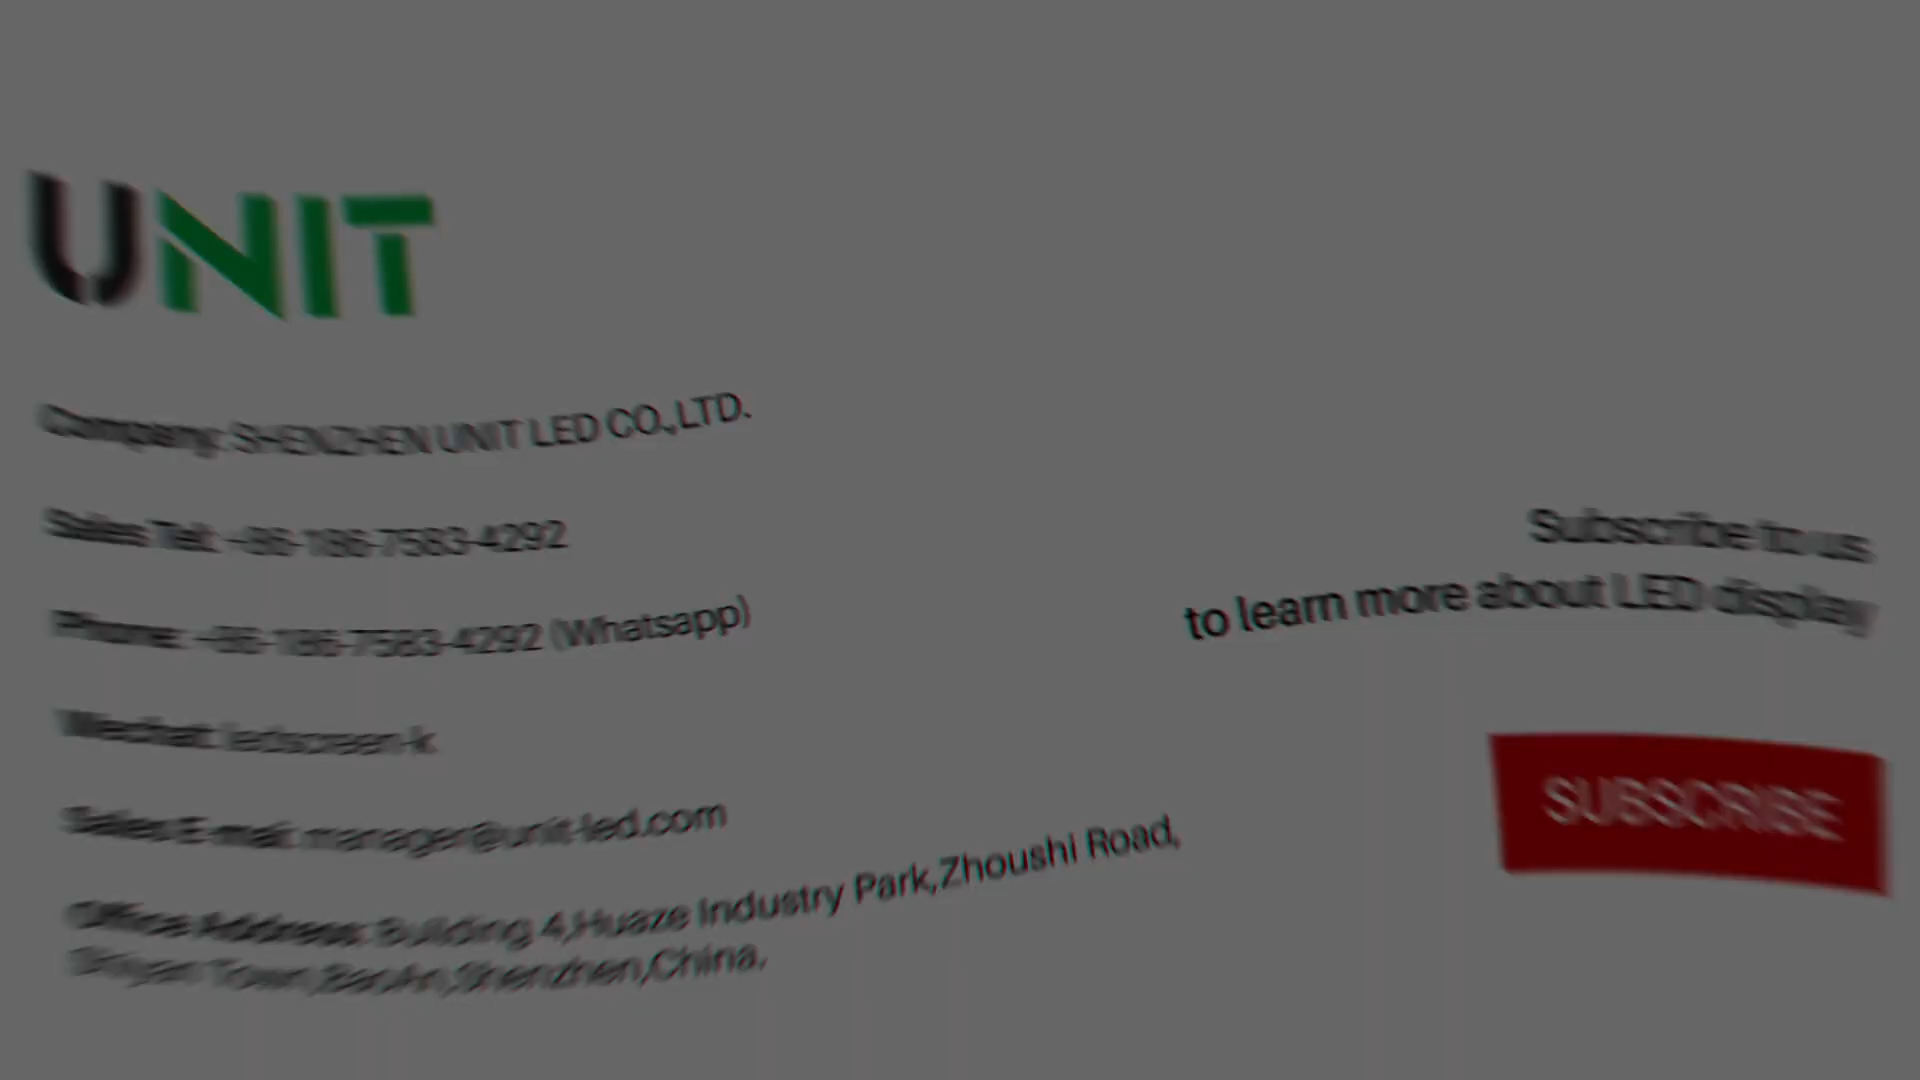 UNIT
Company: SHENZHEN UNIT LED CO.,LTD.
Sales Tel: +86-186-7583-4292
Phone: +86-186-7583-4292 (Whatsapp)
Wechat: ledscreen-k
Sales E-mail: manager@unit-led.com
Office Address: Building 4,Huaze Industry Park,Zhoushi Road,
Shiyan Town,BaoAn,Shenzhen,China.
Subscribe to us
to learn more about LED display
SUBSCRIBE